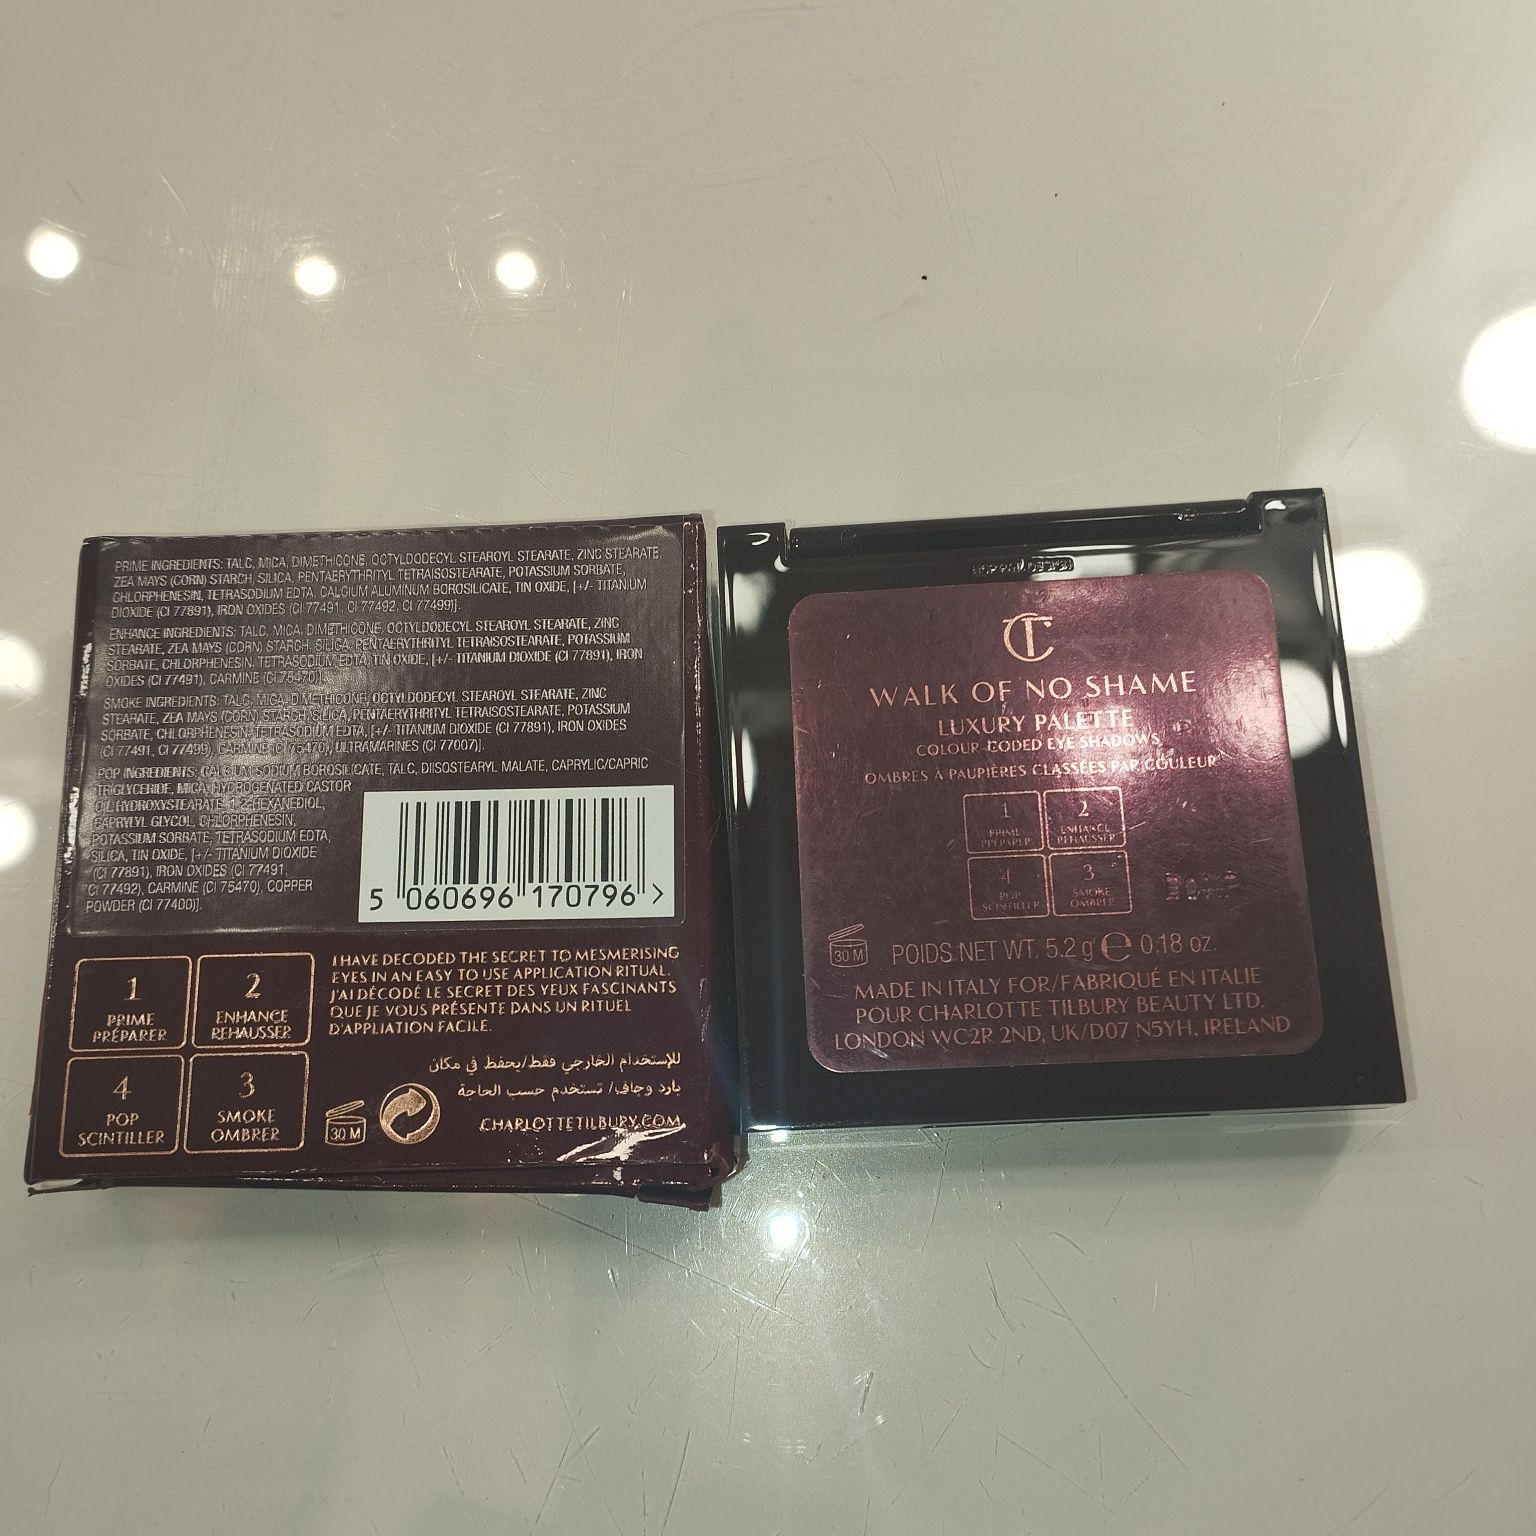 PRIME INGREDIENTS: TALC, MICA, DIMETHICONE, OCTYLDODECYL STEAROYL STEARATE, ZINC STEARATE,
ZEA MAYS (CORN) STARCH, SILICA, PENTAERYTHRITYL TETRAISOSTEARATE, POTASSIUM SORBATE,
CHLORPHENESIN, TETRASODIUM EDTA, CALCIUM ALUMINUM BOROSILICATE, TIN OXIDE, [+/- TITANIUM
DIOXIDE (CI 77891), IRON OXIDES (CI 77491, CI 77492, CI 77499)].
ENHANCE INGREDIENTS: TALC, MICA, DIMETHICONE, OCTYLDODECYL STEAROYL STEARATE, ZINC
STEARATE, ZEA MAYS (CORN) STARCH, SILICA, PENTAERYTHRITYL TETRAISOSTEARATE, POTASSIUM
SORBATE, CHLORPHENESIN, TETRASODIUM EDTA, TIN OXIDE, [+/- TITANIUM DIOXIDE (CI 77891), IRON
OXIDES (CI 77491), CARMINE (CI 75470)].
SMOKE INGREDIENTS: TALC, MICA, DIMETHICONE, OCTYLDODECYL STEAROYL STEARATE, ZINC
STEARATE, ZEA MAYS (CORN) STARCH, SILICA, PENTAERYTHRITYL TETRAISOSTEARATE, POTASSIUM
SORBATE, CHLORPHENESIN, TETRASODIUM EDTA, [+/- TITANIUM DIOXIDE (CI 77891), IRON OXIDES
(CI 77491, CI 77499), CARMINE (CI 75470), ULTRAMARINES (CI 77007)].
POP INGREDIENTS: CALCIUM SODIUM BOROSILICATE, TALC, DIISOSTEARYL MALATE, CAPRYLIC/CAPRIC
TRIGLYCERIDE, MICA, HYDROGENATED CASTOR
OIL HYDROXYSTEARATE, 1,2-HEXANEDIOL,
CAPRYLYL GLYCOL, CHLORPHENESIN,
POTASSIUM SORBATE, TETRASODIUM EDTA,
SILICA, TIN OXIDE, [+/- TITANIUM DIOXIDE
(CI 77891), IRON OXIDES (CI 77491,
CI 77492), CARMINE (CI 75470), COPPER
POWDER (CI 77400)].
5 060696 170796 >
1
PRIME
PRÉPARER
2
ENHANCE
REHAUSSER
4
POP
SCINTILLER
3
SMOKE
OMBRER
I HAVE DECODED THE SECRET TO MESMERISING
EYES IN AN EASY TO USE APPLICATION RITUAL.
J'AI DÉCODÉ LE SECRET DES YEUX FASCINANTS
QUE JE VOUS PRÉSENTE DANS UN RITUEL
D'APPLIATION FACILE.
للإستخدام الخارجي فقط/يحفظ في مكان
بارد وجاف/ تستخدم حسب الحاجة
30 M
CHARLOTTETILBURY.COM
CT
WALK OF NO SHAME
LUXURY PALETTE
COLOUR-CODED EYE SHADOWS
OMBRES À PAUPIÈRES CLASSÉES PAR COULEUR
1
PRIME
PRÉPARER
2
ENHANCE
REHAUSSER
4
POP
SCINTILLER
3
SMOKE
OMBRER
30 M
POIDS NET WT. 5.2 g e 0.18 oz.
MADE IN ITALY FOR/FABRIQUÉ EN ITALIE
POUR CHARLOTTE TILBURY BEAUTY LTD.
LONDON WC2R 2ND, UK/D07 N5YH, IRELAND